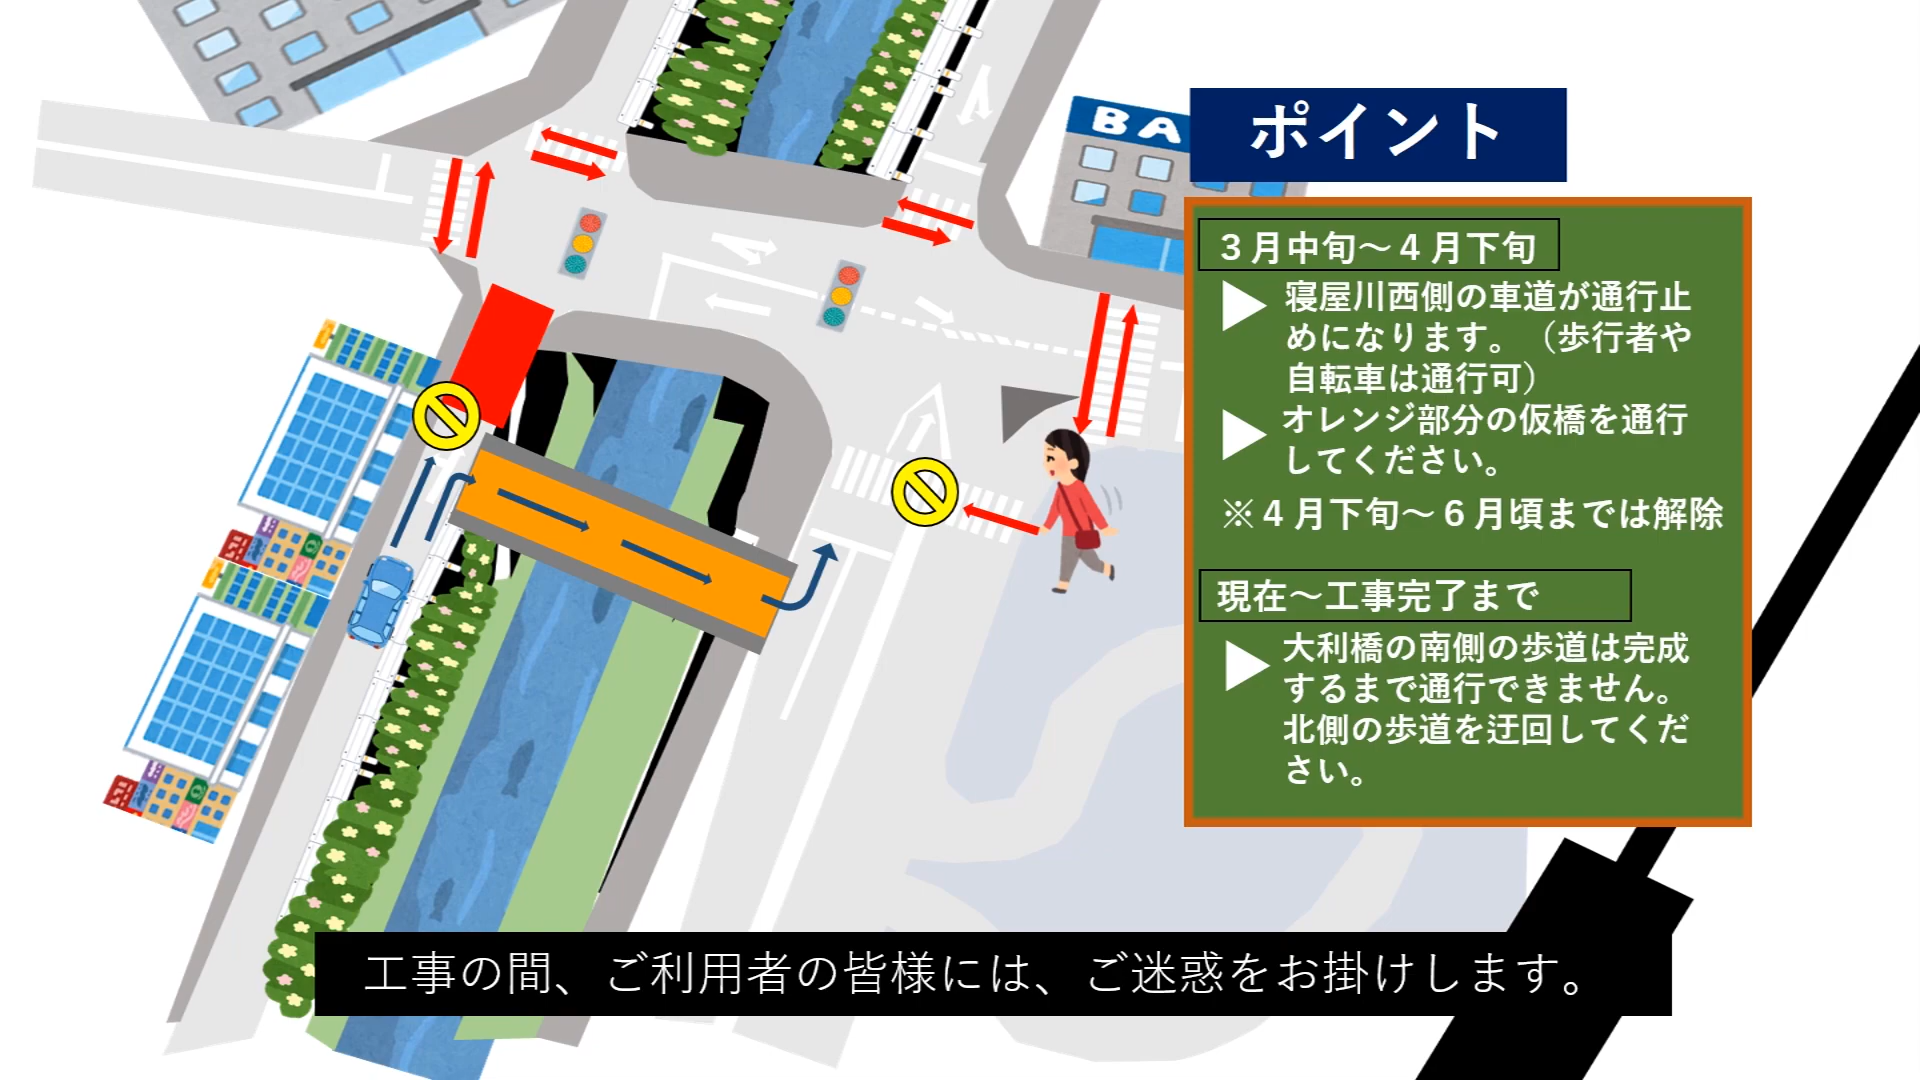 BA
ポイント
３月中旬～４月下旬
寝屋川西側の車道が通行止
めになります。（歩行者や
自転車は通行可）
オレンジ部分の仮橋を通行
してください。
※４月下旬～６月頃までは解除
現在～工事完了まで
大利橋の南側の歩道は完成
するまで通行できません。
北側の歩道を迂回してくだ
さい。
工事の間、ご利用者の皆様には、ご迷惑をお掛けします。